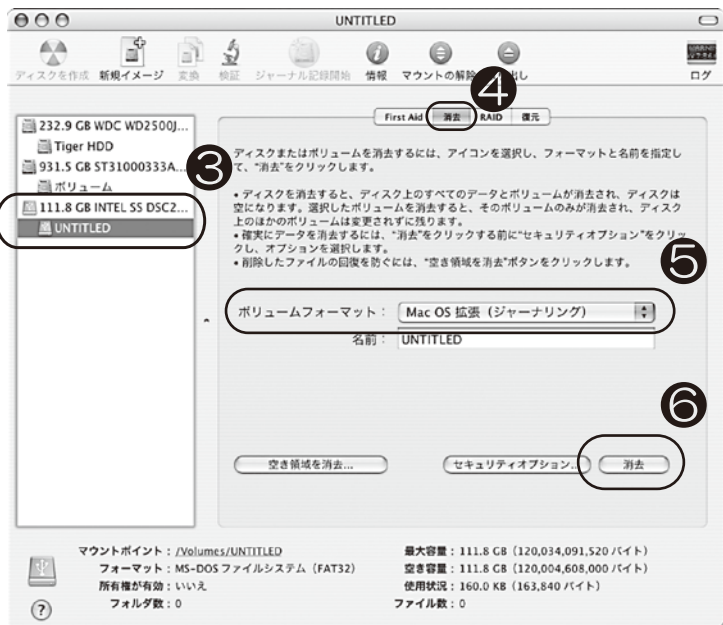 UNTITLED
ディスクを作成 新規イメージ 変換 検証 ジャーナル記録開始 情報 マウントの解除 し ログ
④
First Aid 消去 RAID 復元
232.9 GB WDC WD2500J...
Tiger HDD
931.5 GB ST31000333A...
ボリューム
③
111.8 GB INTEL SS DSC2...
UNTITLED
ディスクまたはボリュームを消去するには、アイコンを選択し、フォーマットと名前を指定し
て、"消去"をクリックします。
• ディスクを消去すると、ディスク上のすべてのデータとボリュームが消去され、ディスクは
空になります。選択したボリュームを消去すると、そのボリュームのみが消去され、ディスク
上のほかのボリュームは変更されずに残ります。
• 確実にデータを消去するには、"消去"をクリックする前に"セキュリティオプション"をクリッ
クし、オプションを選択します。
• 削除したファイルの回復を防ぐには、"空き領域を消去"ボタンをクリックします。
⑤
ボリュームフォーマット： Mac OS 拡張（ジャーナリング）
名前： UNTITLED
⑥
空き領域を消去... セキュリティオプション... 消去
マウントポイント：/Volumes/UNTITLED
フォーマット：MS-DOS ファイルシステム（FAT32）
所有権が有効：いいえ
フォルダ数：0
最大容量：111.8 GB（120,034,091,520 バイト）
空き容量：111.8 GB（120,004,608,000 バイト）
使用状況：160.0 KB（163,840 バイト）
ファイル数：0
?